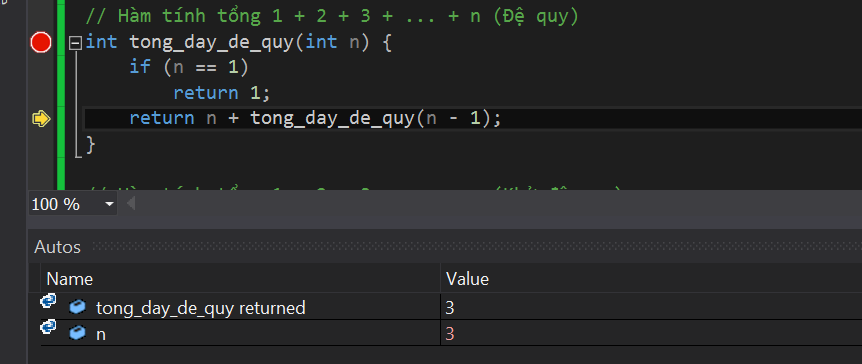 // Hàm tính tổng 1 + 2 + 3 + ... + n (Đệ quy)
int tong_day_de_quy(int n) {
if (n == 1)
return 1;
return n + tong_day_de_quy(n - 1);
}
100 %
Autos
Name Value
tong_day_de_quy returned 3
n 3